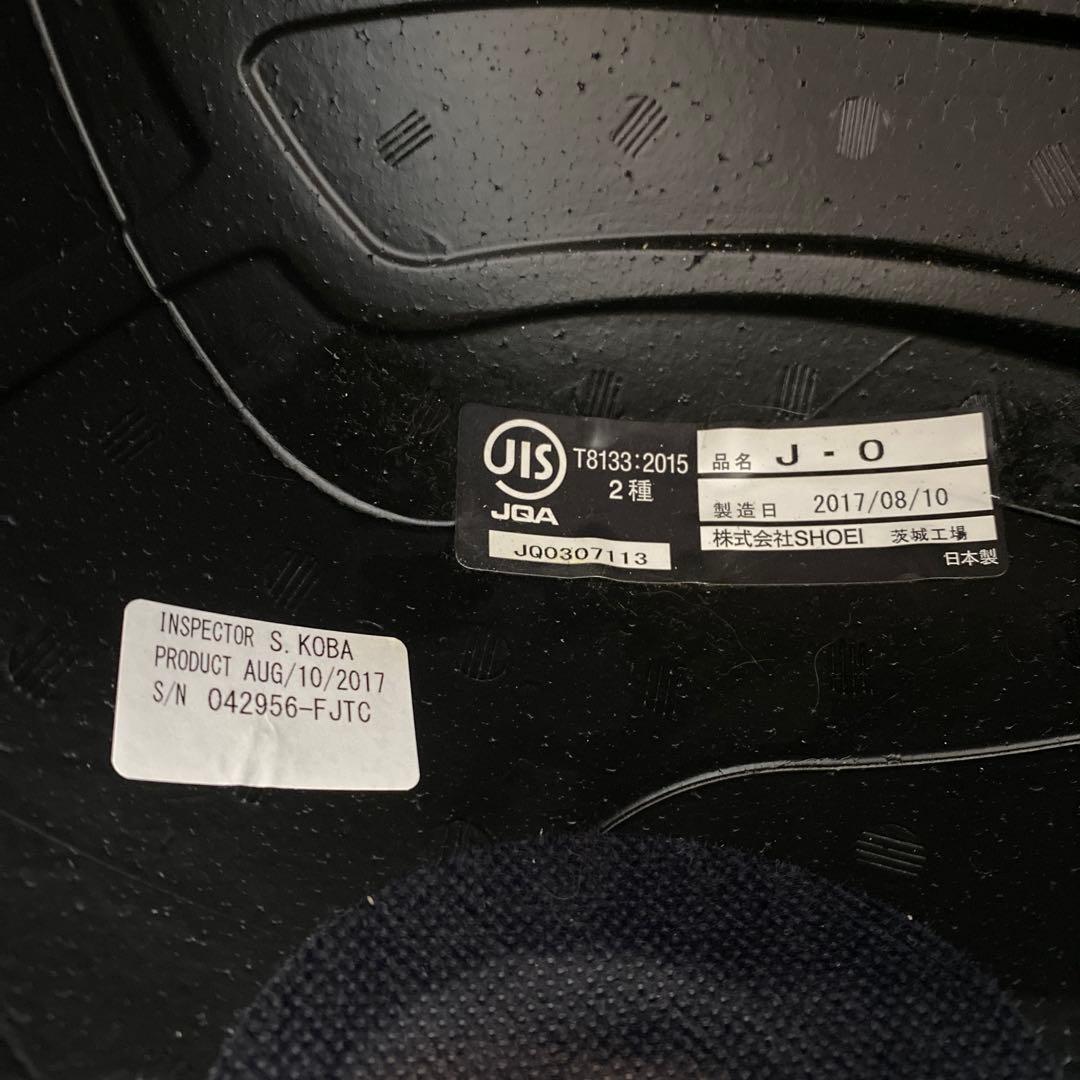 JIS
T8133:2015
2種
JQA
JQ0307113
品名 J - O
製造日 2017/08/10
株式会社SHOEI 茨城工場
日本製
INSPECTOR S. KOBA
PRODUCT AUG/10/2017
S/N 042956-FJTC